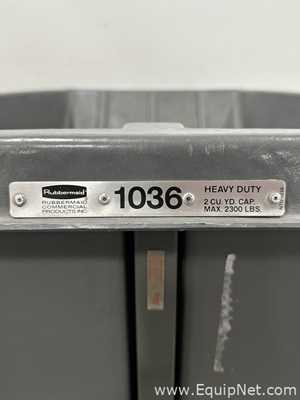 Rubbermaid
RUBBERMAID
COMMERCIAL
PRODUCTS INC.
1036
HEAVY DUTY
2 CU. YD. CAP.
MAX. 2300 LBS.
www.EquipNet.com